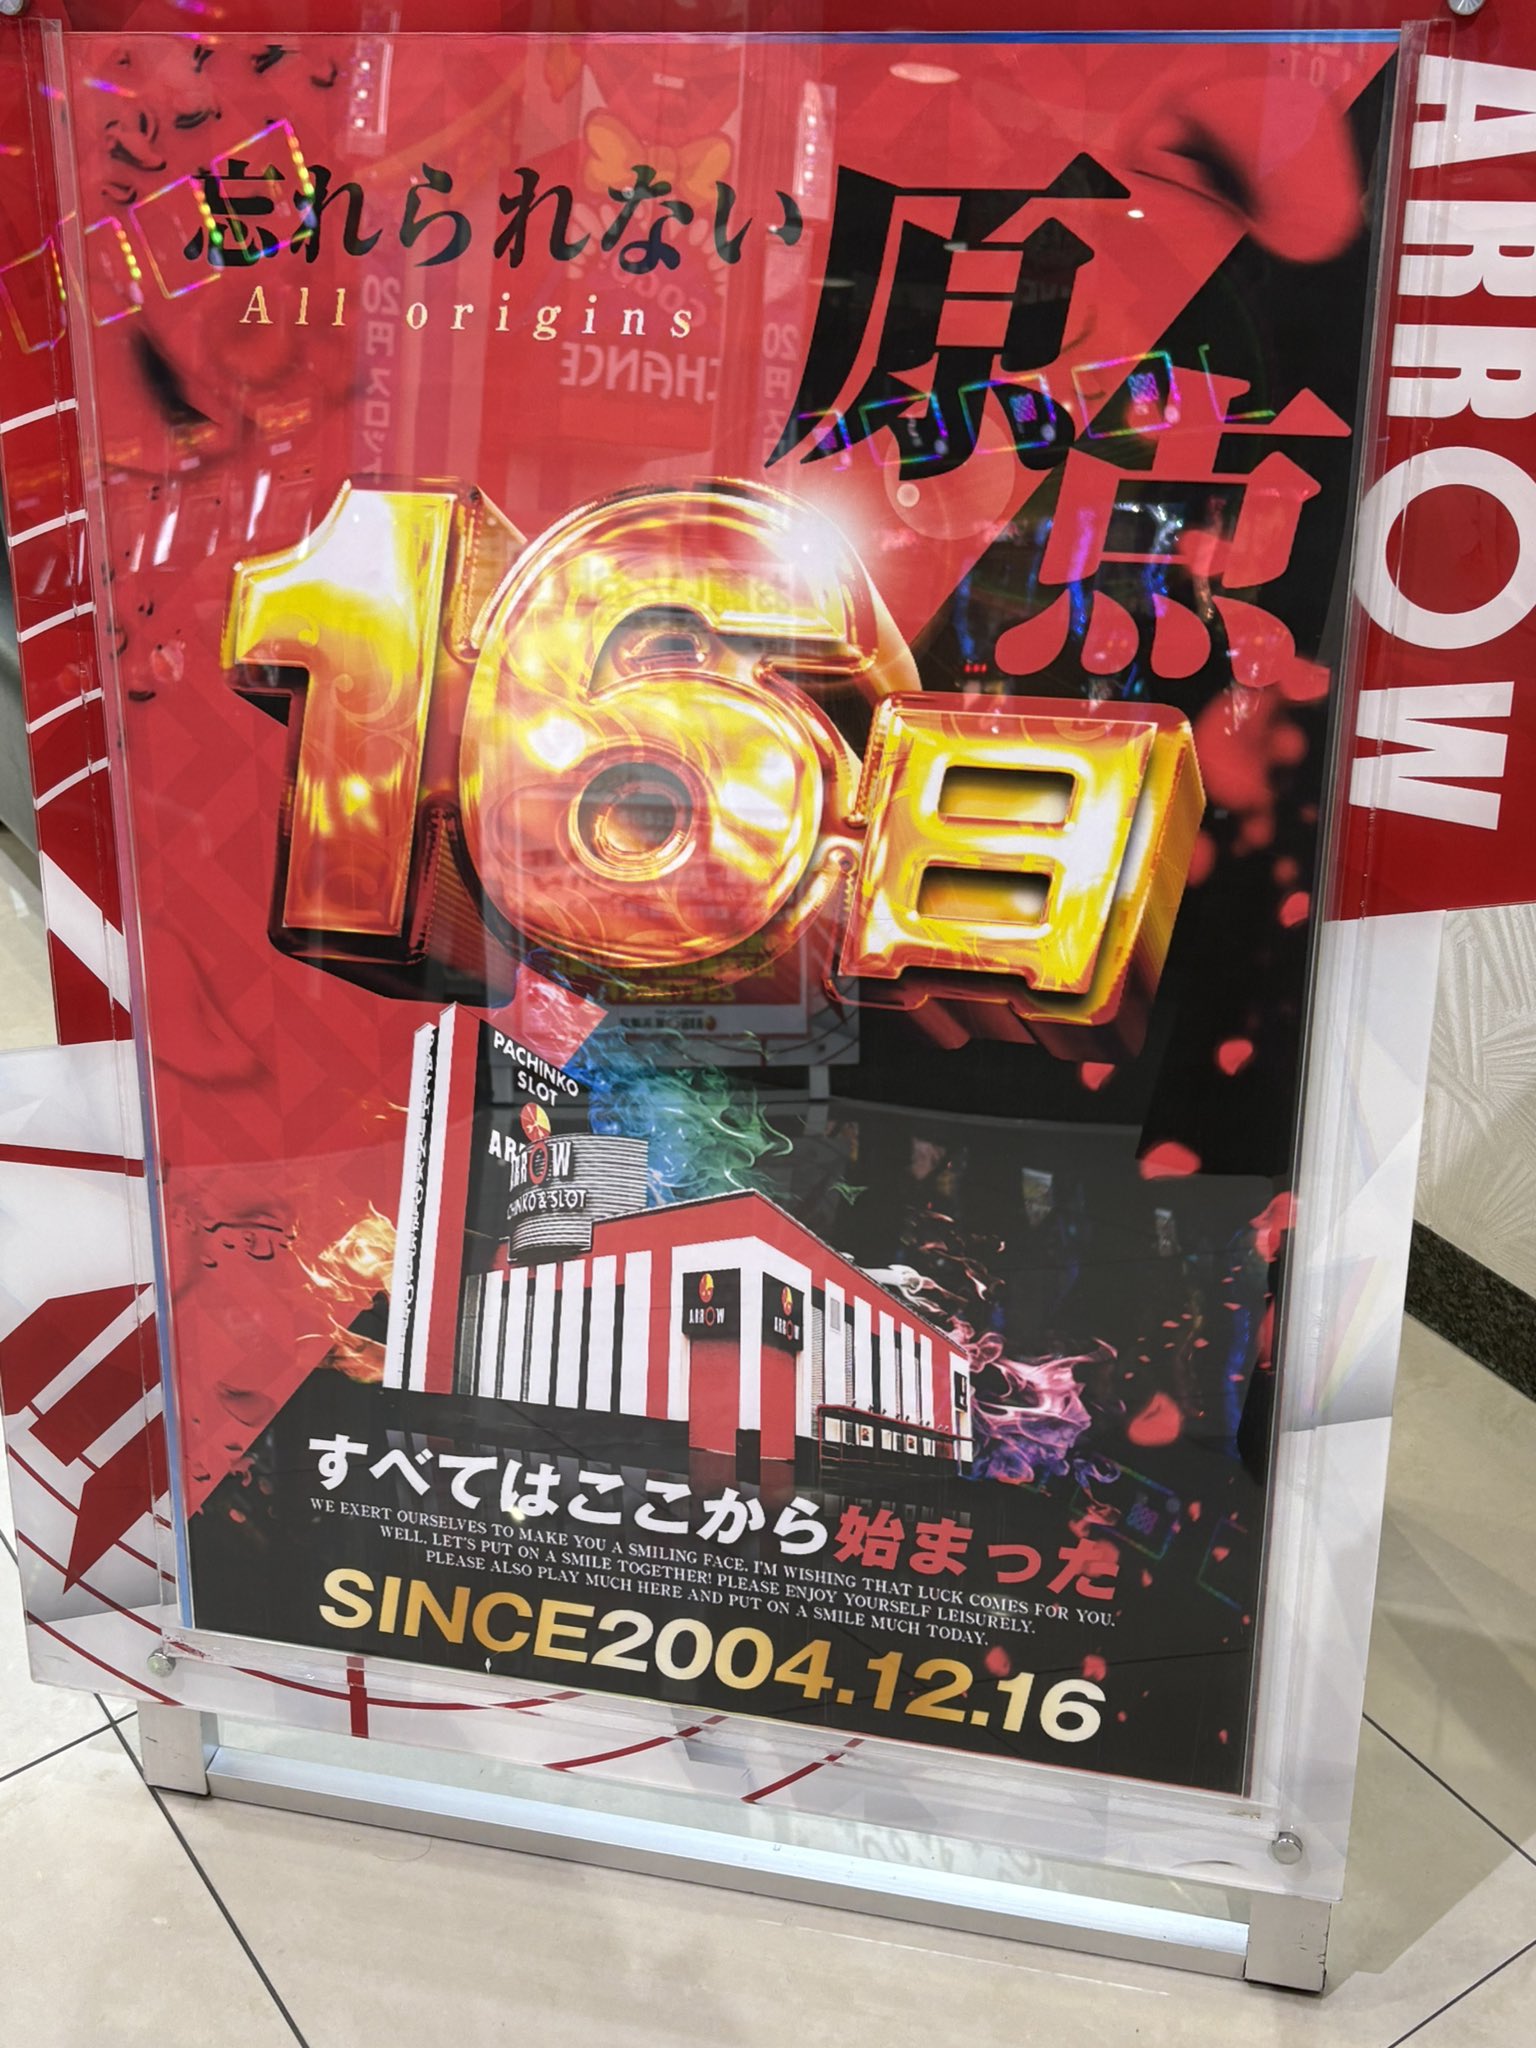 忘れられない
原点
All origins
ARROW
16日
PACHINKO
SLOT
ARROW
ARROW
CHINKO&SLOT
ARROW
ARROW
すべてはここから始まった
WE EXERT OURSELVES TO MAKE YOU A SMILING FACE. I'M WISHING THAT LUCK COMES FOR YOU.
WELL, LET'S PUT ON A SMILE TOGETHER! PLEASE ENJOY YOURSELF LEISURELY.
PLEASE ALSO PLAY MUCH HERE AND PUT ON A SMILE MUCH TODAY.
SINCE2004.12.16